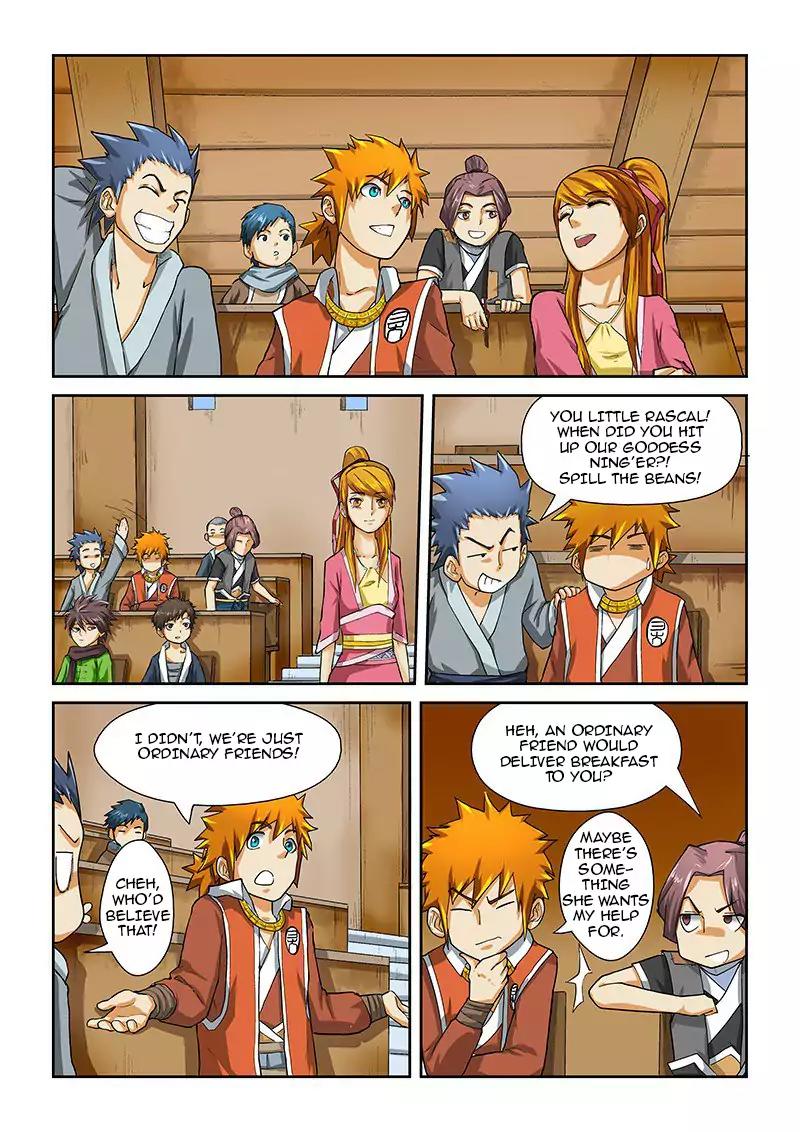 YOU LITTLE RASCAL!
WHEN DID YOU HIT
UP OUR GODDESS
NING'ER?!
SPILL THE BEANS!
I DIDN'T, WE'RE JUST
ORDINARY FRIENDS!
CHEH,
WHO'D
BELIEVE
THAT!
HEH, AN ORDINARY
FRIEND WOULD
DELIVER BREAKFAST
TO YOU?
MAYBE
THERE'S
SOME-
THING
SHE WANTS
MY HELP
FOR.